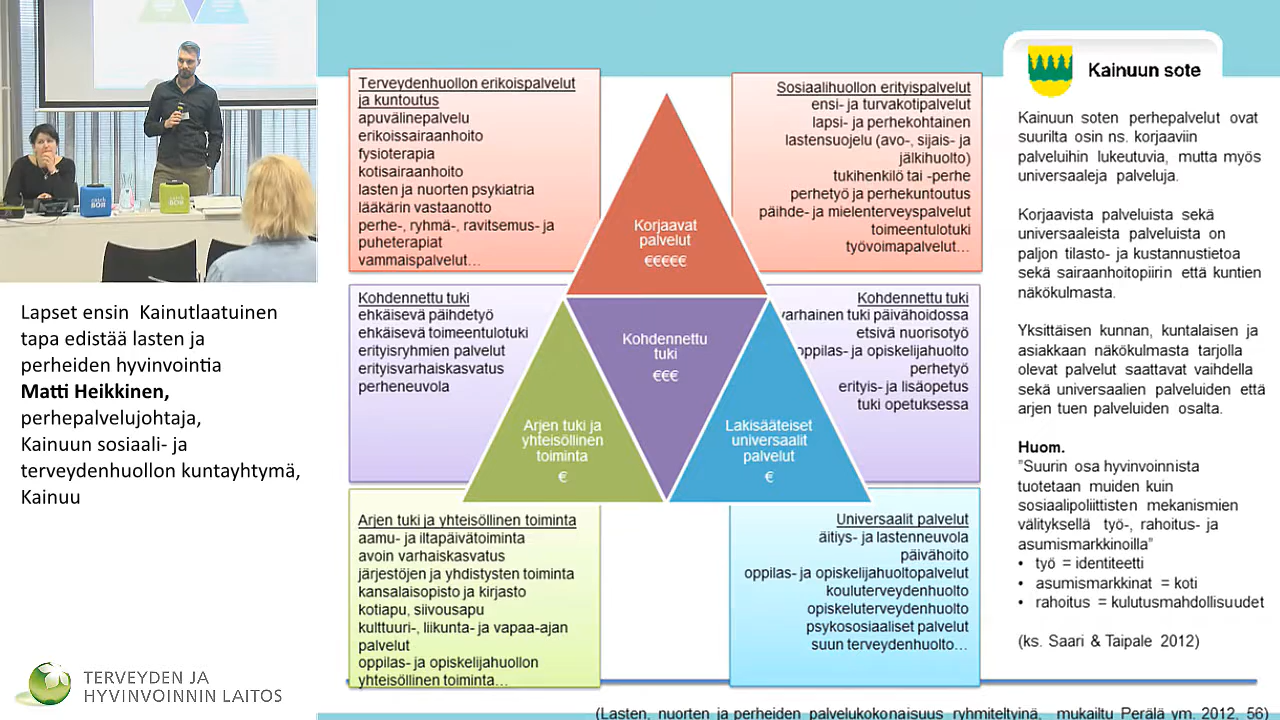 Lapset ensin Kainutlaatuinen
tapa edistää lasten ja
perheiden hyvinvointia
Matti Heikkinen,
perhepalvelujohtaja,
Kainuun sosiaali- ja
terveydenhuollon kuntayhtymä,
Kainuu
TERVEYDEN JA
HYVINVOINNIN LAITOS
Terveydenhuollon erikoispalvelut
ja kuntoutus
apuvälinepalvelu
erikoissairaanhoito
fysioterapia
kotisairaanhoito
lasten ja nuorten psykiatria
lääkärin vastaanotto
perhe-, ryhmä-, ravitsemus- ja
puheterapiat
vammaispalvelut…
Sosiaalihuollon erityispalvelut
ensi- ja turvakotipalvelut
lapsi- ja perhekohtainen
lastensuojelu (avo-, sijais- ja
jälkihuolto)
tukihenkilö tai -perhe
perhetyö ja perhekuntoutus
päihde- ja mielenterveyspalvelut
toimeentulotuki
työvoimapalvelut…
Korjaavat
palvelut
€€€€€
Kohdennettu tuki
ehkäisevä päihdetyö
ehkäisevä toimeentulotuki
erityisryhmien palvelut
erityisvarhaiskasvatus
perheneuvola
Kohdennettu
tuki
€€€
Kohdennettu tuki
varhainen tuki päivähoidossa
etsivä nuorisotyö
oppilas- ja opiskelijahuolto
perhetyö
erityis- ja lisäopetus
tuki opetuksessa
Arjen tuki ja
yhteisöllinen
toiminta
€
Lakisääteiset
universaalit
palvelut
€
Arjen tuki ja yhteisöllinen toiminta
aamu- ja iltapäivätoiminta
avoin varhaiskasvatus
järjestöjen ja yhdistysten toiminta
kansalaisopisto ja kirjasto
kotiapu, siivousapu
kulttuuri-, liikunta- ja vapaa-ajan
palvelut
oppilas- ja opiskelijahuollon
yhteisöllinen toiminta…
Universaalit palvelut
äitiys- ja lastenneuvola
päivähoito
oppilas- ja opiskelijahuoltopalvelut
kouluterveydenhuolto
opiskeluterveydenhuolto
psykososiaaliset palvelut
suun terveydenhuolto…
Kainuun sote
Kainuun soten perhepalvelut ovat
suurilta osin ns. korjaaviin
palveluihin lukeutuvia, mutta myös
universaaleja palveluja.
Korjaavista palveluista sekä
universaaleista palveluista on
paljon tilasto- ja kustannustietoa
sekä sairaanhoitopiirin että kuntien
näkökulmasta.
Yksittäisen kunnan, kuntalaisen ja
asiakkaan näkökulmasta tarjolla
olevat palvelut saattavat vaihdella
sekä universaalien palveluiden että
arjen tuen palveluiden osalta.
Huom.
”Suurin osa hyvinvoinnista
tuotetaan muiden kuin
sosiaalipoliittisten mekanismien
välityksellä työ-, rahoitus- ja
asumismarkkinoilla”
• työ = identiteetti
• asumismarkkinat = koti
• rahoitus = kulutusmahdollisuudet
(ks. Saari & Taipale 2012)
(Lasten, nuorten ja perheiden palvelukokonaisuus ryhmiteltyinä, mukailtu Perälä ym. 2012, 56)
catch
BOX
catch
BOX